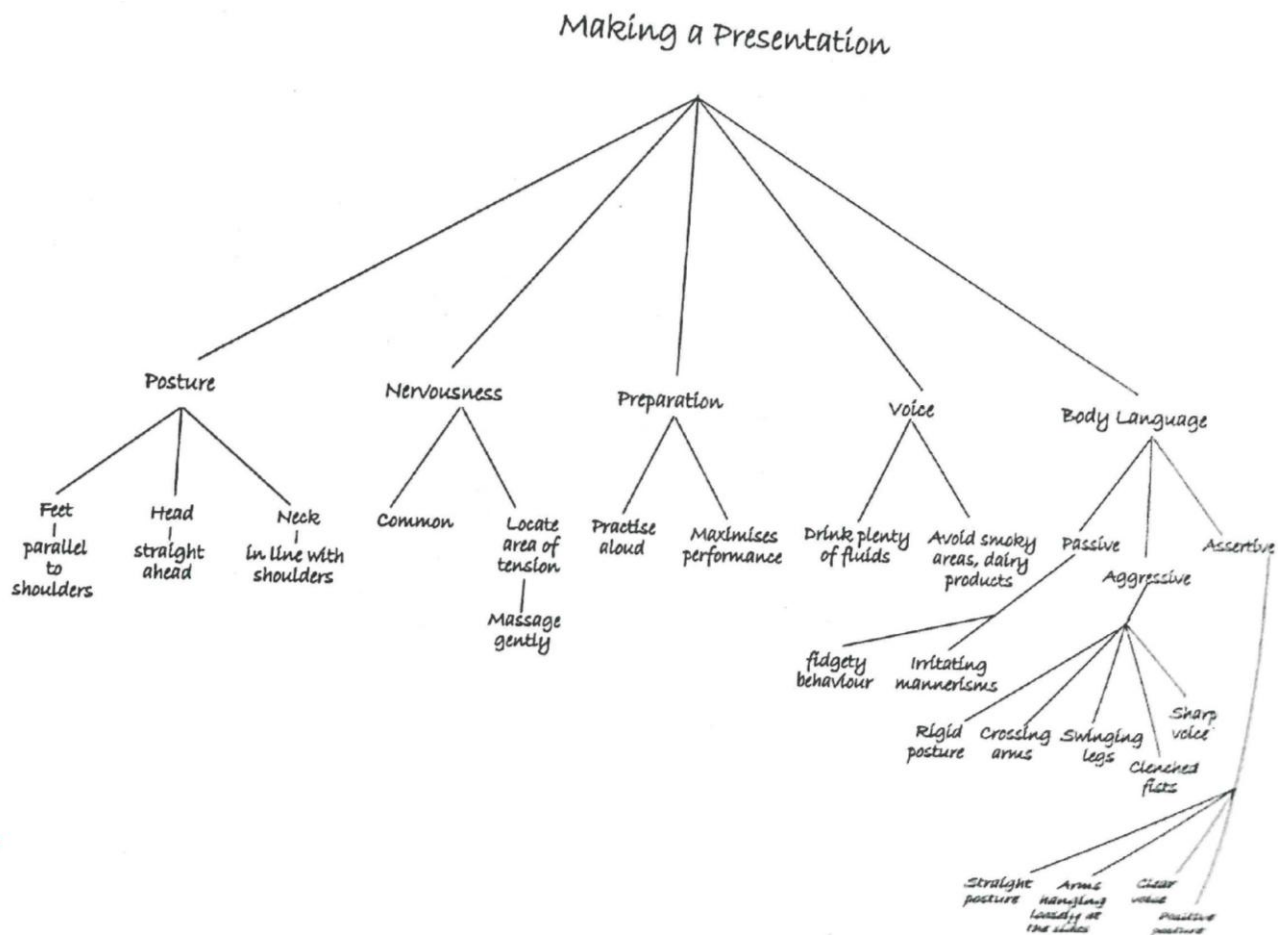 Making a Presentation
Posture
Nervousness
Preparation
Voice
Body Language
Feet
parallel
to
shoulders
Head
straight
ahead
Neck
in line with
shoulders
Common
Locate
area of
tension
Massage
gently
Practise
aloud
Maximises
performance
Drink plenty
of fluids
Avoid smoky
areas, dairy
products
Passive
Aggressive
Assertive
fidgety
behaviour
Irritating
mannerisms
Rigid
posture
Crossing
arms
Swinging
legs
Clenched
fists
Sharp
voice
Straight
posture
Arms
hanging
loosely at
the sides
Clear
voice
Positive